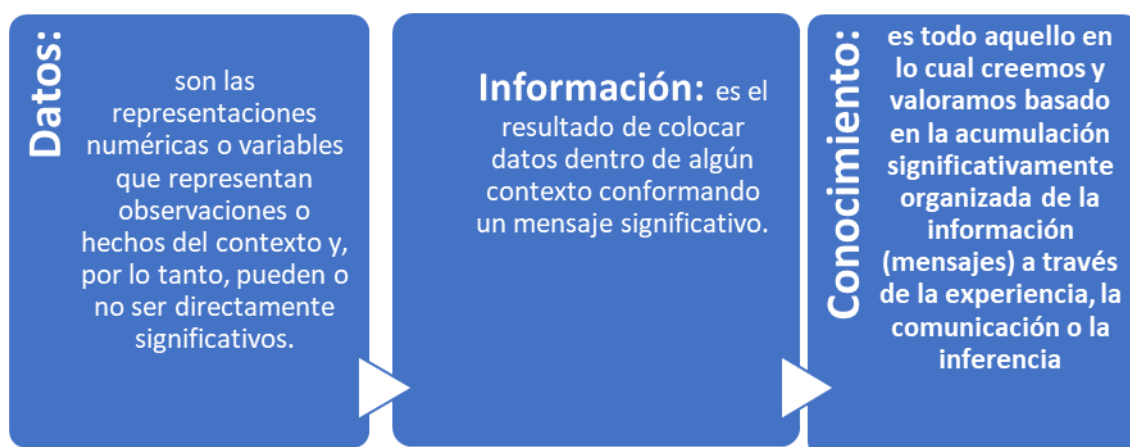 Datos:
son las
representaciones
numéricas o variables
que representan
observaciones o
hechos del contexto y,
por lo tanto, pueden o
no ser directamente
significativos.
Información: es el
resultado de colocar
datos dentro de algún
contexto conformando
un mensaje significativo.
Conocimiento:
es todo aquello en
lo cual creemos y
valoramos basado
en la acumulación
significativamente
organizada de la
información
(mensajes) a través
de la experiencia, la
comunicación o la
inferencia